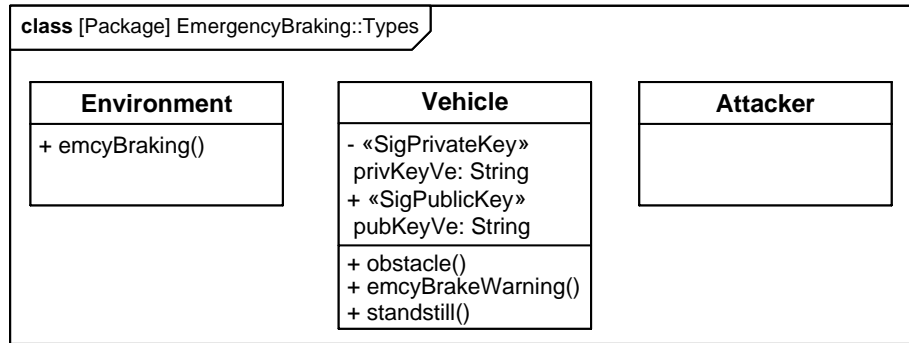 class [Package] EmergencyBraking::Types
Environment
+ emcyBraking()
Vehicle
- «SigPrivateKey»
privKeyVe: String
+ «SigPublicKey»
pubKeyVe: String
+ obstacle()
+ emcyBrakeWarning()
+ standstill()
Attacker